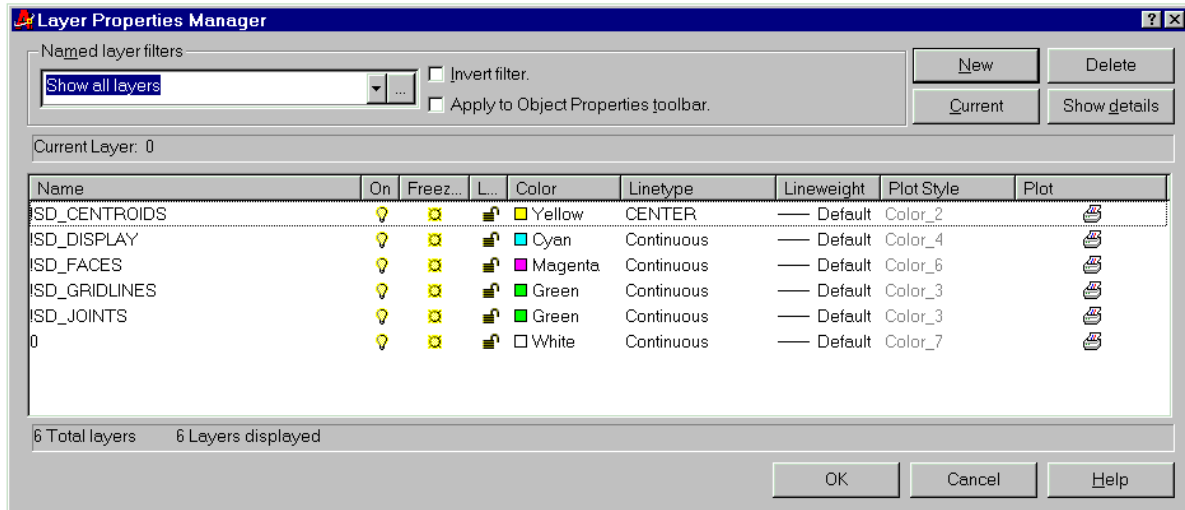 Layer Properties Manager
Named layer filters
Show all layers
...
Invert filter.
Apply to Object Properties toolbar.
New
Delete
Current
Show details
Current Layer: 0
Name On Freez... L... Color Linetype Lineweight Plot Style Plot
!SD_CENTROIDS Yellow CENTER Default Color_2
!SD_DISPLAY Cyan Continuous Default Color_4
!SD_FACES Magenta Continuous Default Color_6
!SD_GRIDLINES Green Continuous Default Color_3
!SD_JOINTS Green Continuous Default Color_3
0 White Continuous Default Color_7
6 Total layers 6 Layers displayed
OK Cancel Help